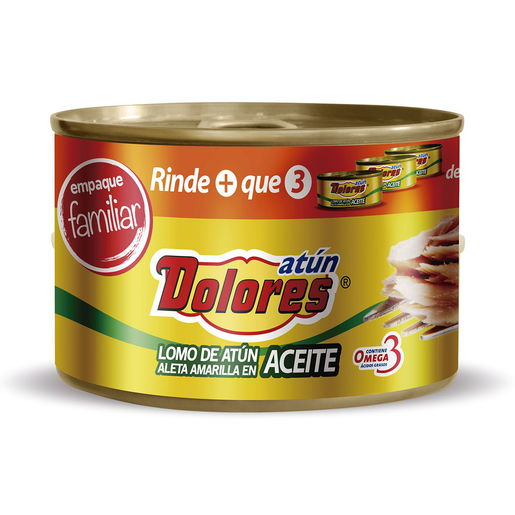 empaque
familiar
Rinde + que 3
de
atún
Dolores®
LOMO DE ATÚN
ALETA AMARILLA EN
ACEITE
CONTIENE
OMEGA 3
ÁCIDOS GRASOS
atún
Dolores
ACEITE